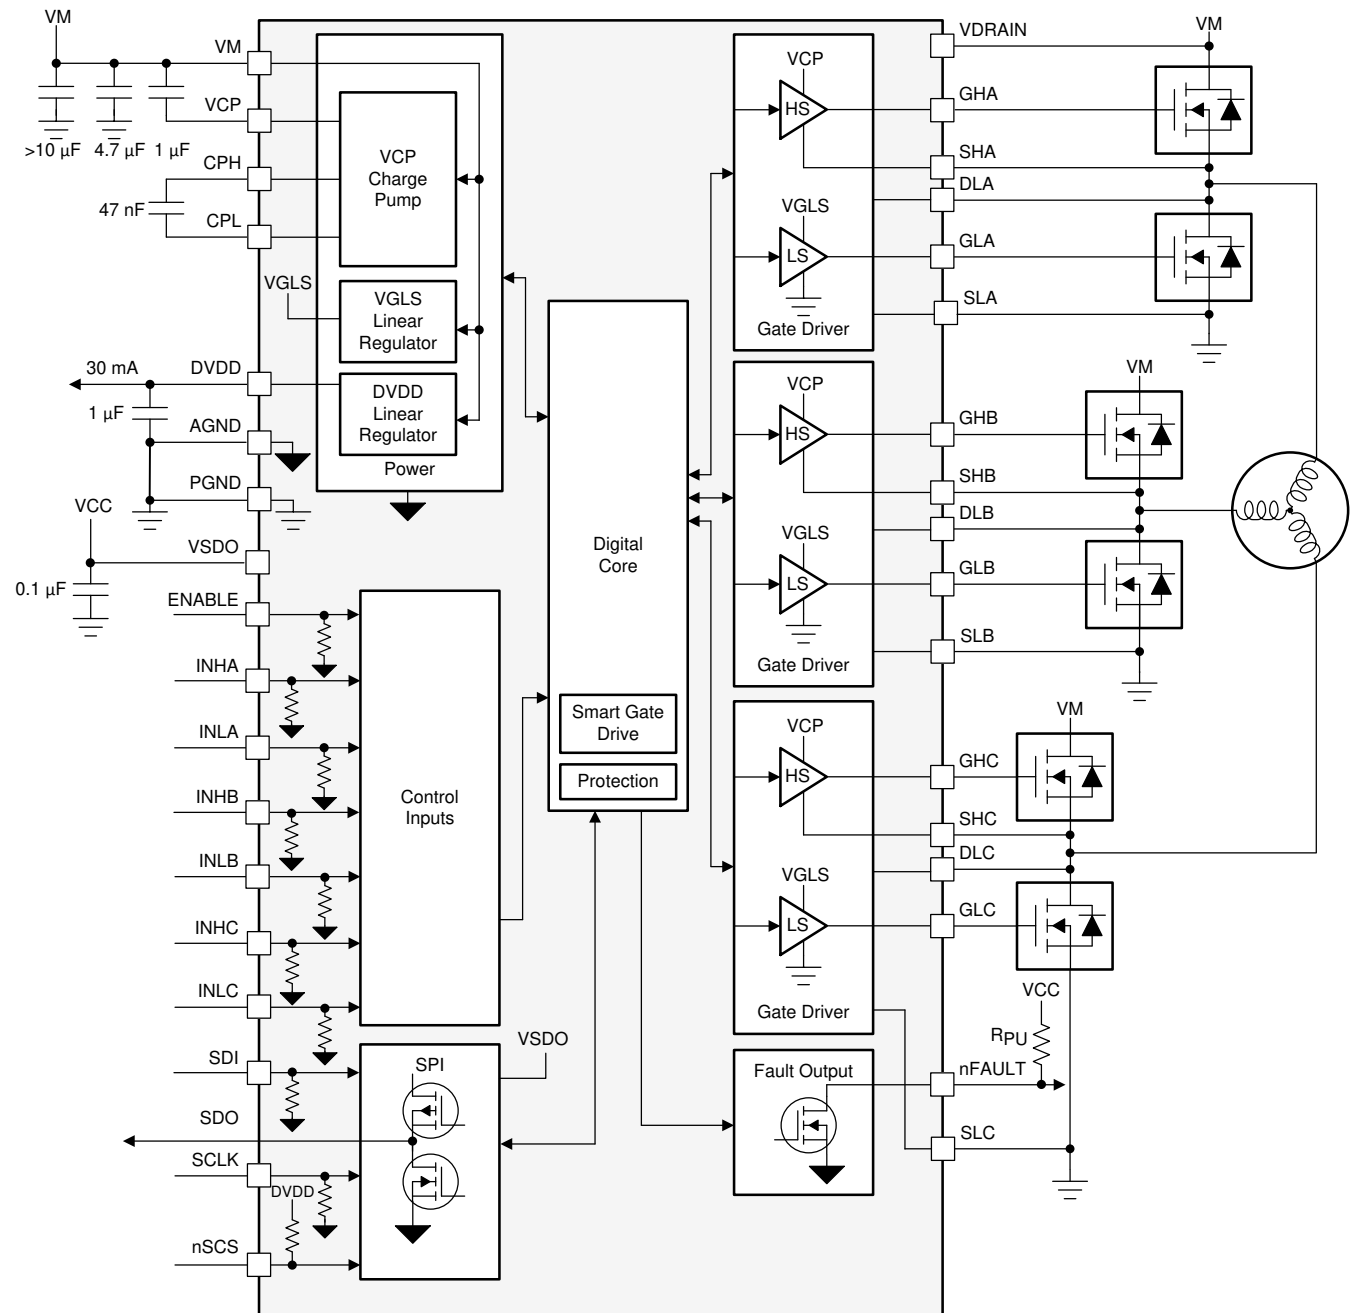 VM
VM
VCP
>10 µF
4.7 µF
1 µF
CPH
47 nF
CPL
VCP
Charge
Pump
VGLS
VGLS
Linear
Regulator
30 mA
DVDD
1 µF
DVDD
Linear
Regulator
AGND
Power
PGND
VCC
VSDO
0.1 µF
ENABLE
INHA
INLA
INHB
INLB
INHC
INLC
Control
Inputs
SDI
SDO
SCLK
DVDD
nSCS
SPI
VSDO
Digital
Core
Smart Gate
Drive
Protection
VCP
HS
VGLS
LS
Gate Driver
VCP
HS
VGLS
LS
Gate Driver
VCP
HS
VGLS
LS
Gate Driver
Fault Output
VDRAIN
VM
GHA
SHA
DLA
GLA
SLA
VM
GHB
SHB
DLB
GLB
SLB
VM
GHC
SHC
DLC
GLC
VCC
RPU
nFAULT
SLC